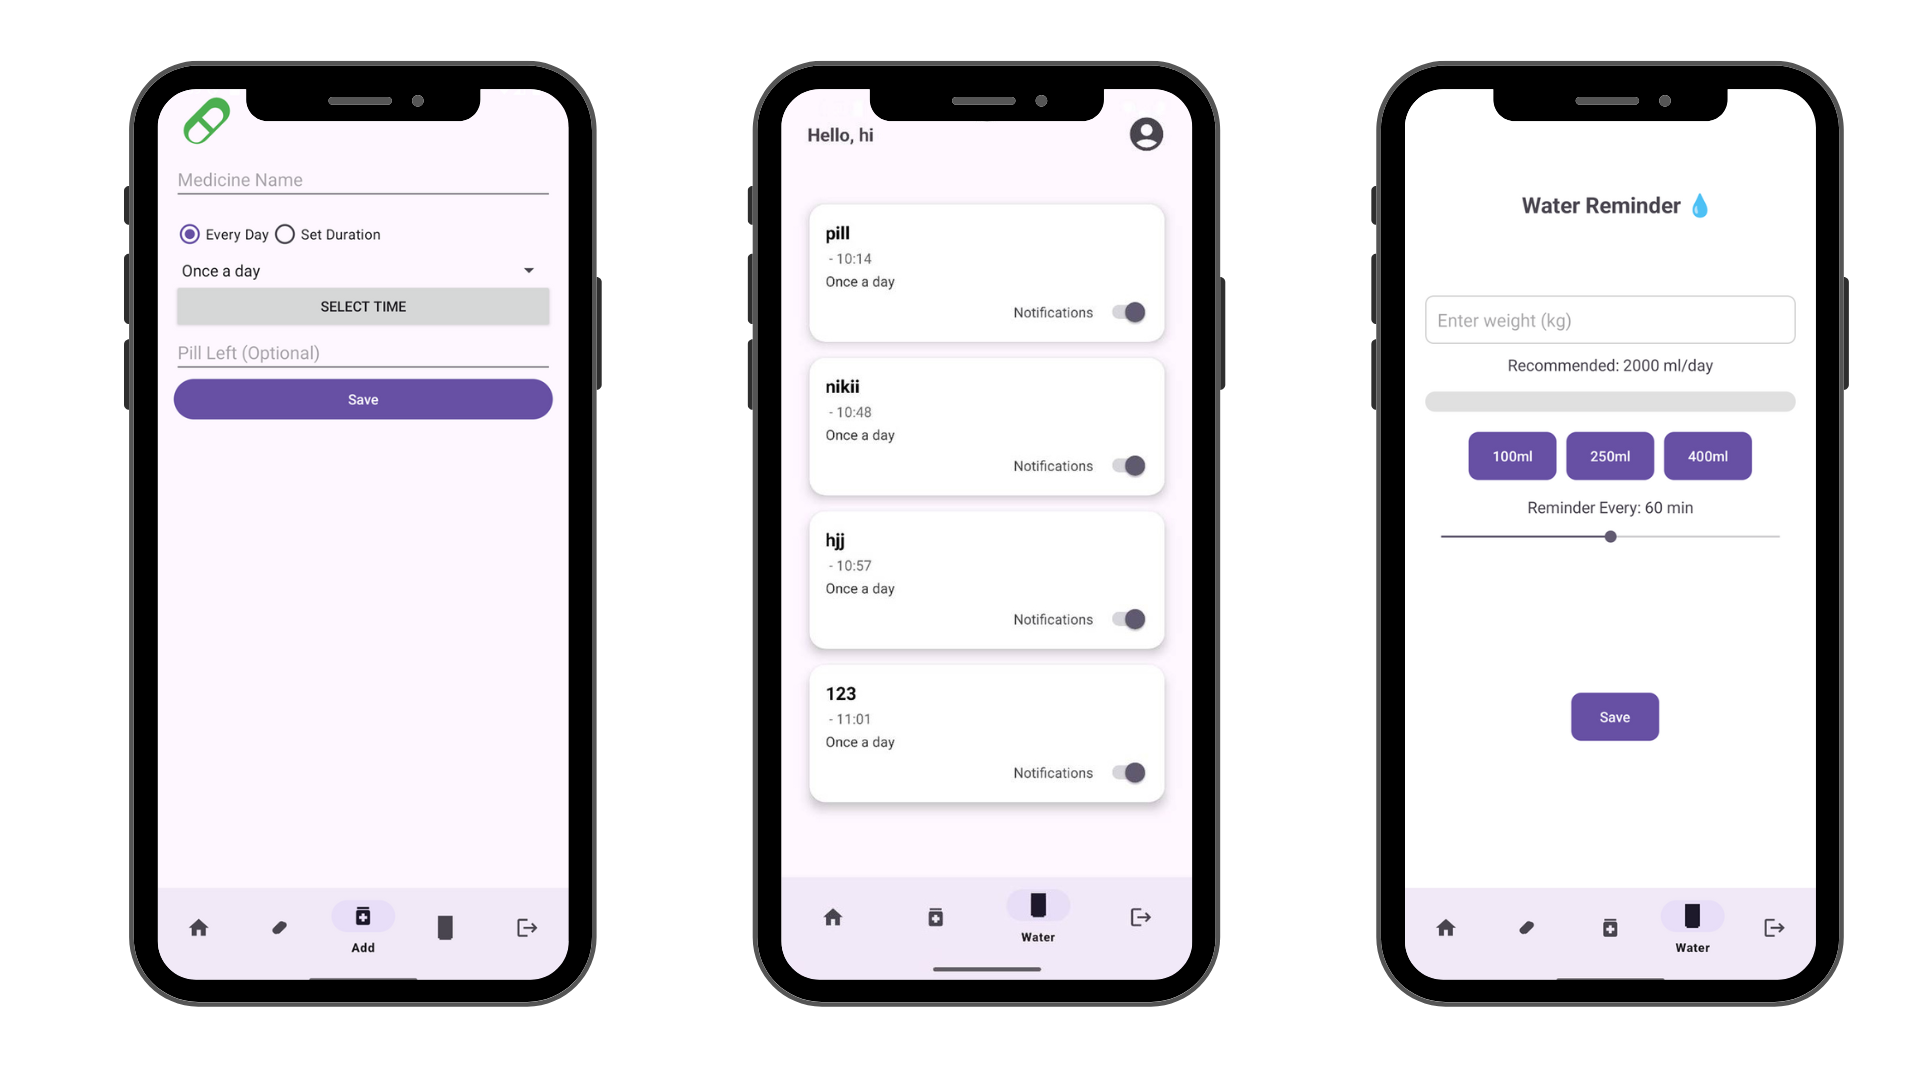 Medicine Name
Every Day Set Duration
Once a day
SELECT TIME
Pill Left (Optional)
Save
Add
Hello, hi
pill
- 10:14
Once a day
Notifications
nikii
- 10:48
Once a day
Notifications
hjj
- 10:57
Once a day
Notifications
123
- 11:01
Once a day
Notifications
Water
Water Reminder 💧
Enter weight (kg)
Recommended: 2000 ml/day
100ml 250ml 400ml
Reminder Every: 60 min
Save
Water